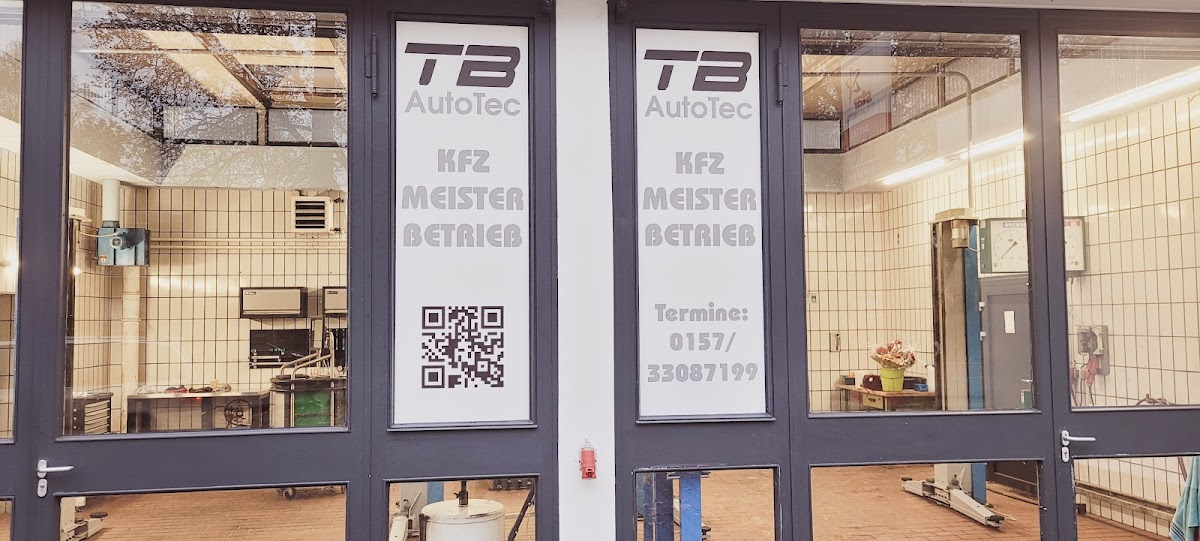 TB
AutoTec
KFZ
MEISTER
BETRIEB
TB
AutoTec
KFZ
MEISTER
BETRIEB
Termine:
0157/
33087199